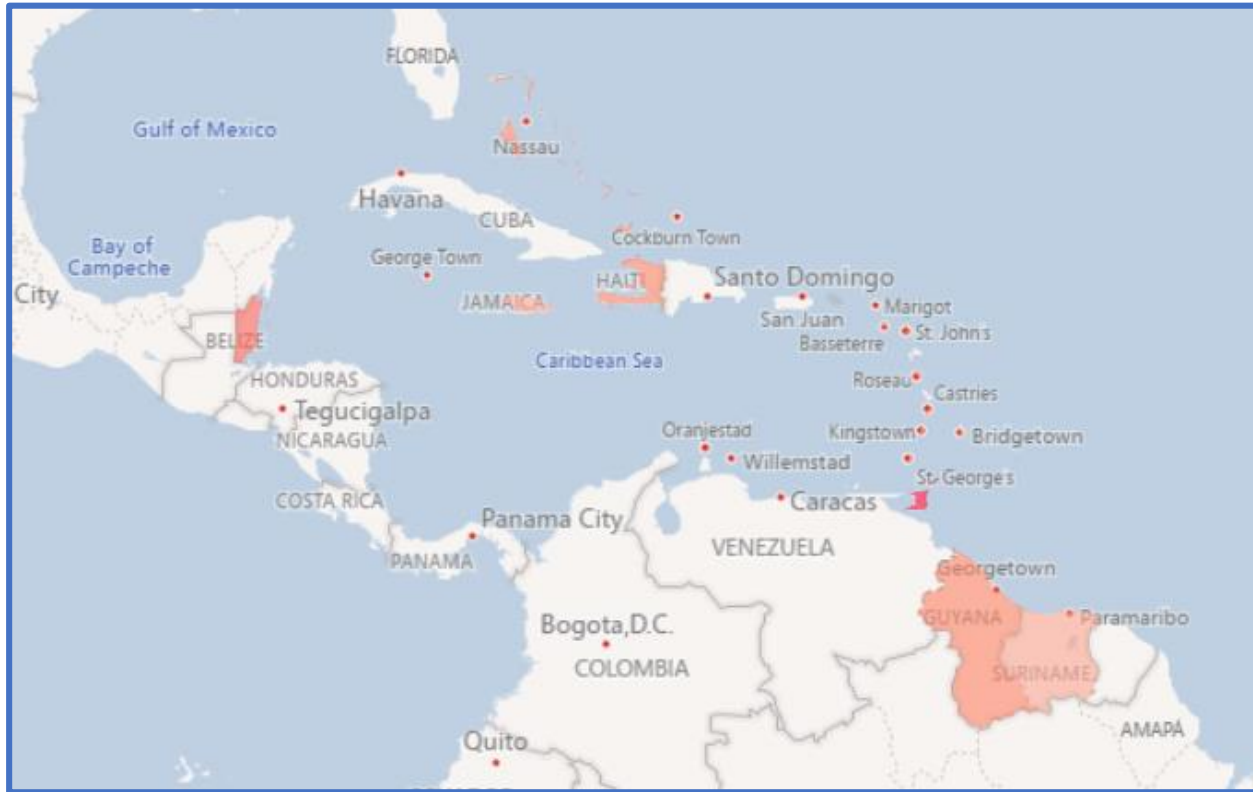 FLORIDA
Gulf of Mexico
Nassau
Havana
CUBA
Cockburn Town
Bay of
Campeche
George Town
City
JAMAICA
HAITI
Santo Domingo
San Juan
Marigot
Basseterre
St. John's
BELIZE
Caribbean Sea
HONDURAS
Roseau
Castries
Tegucigalpa
NICARAGUA
Oranjestad
Kingstown
Bridgetown
Willemstad
St. George's
COSTA RICA
Caracas
Panama City
PANAMA
VENEZUELA
Georgetown
GUYANA
Paramaribo
Bogota,D.C.
COLOMBIA
SURINAME
AMAPÁ
Quito